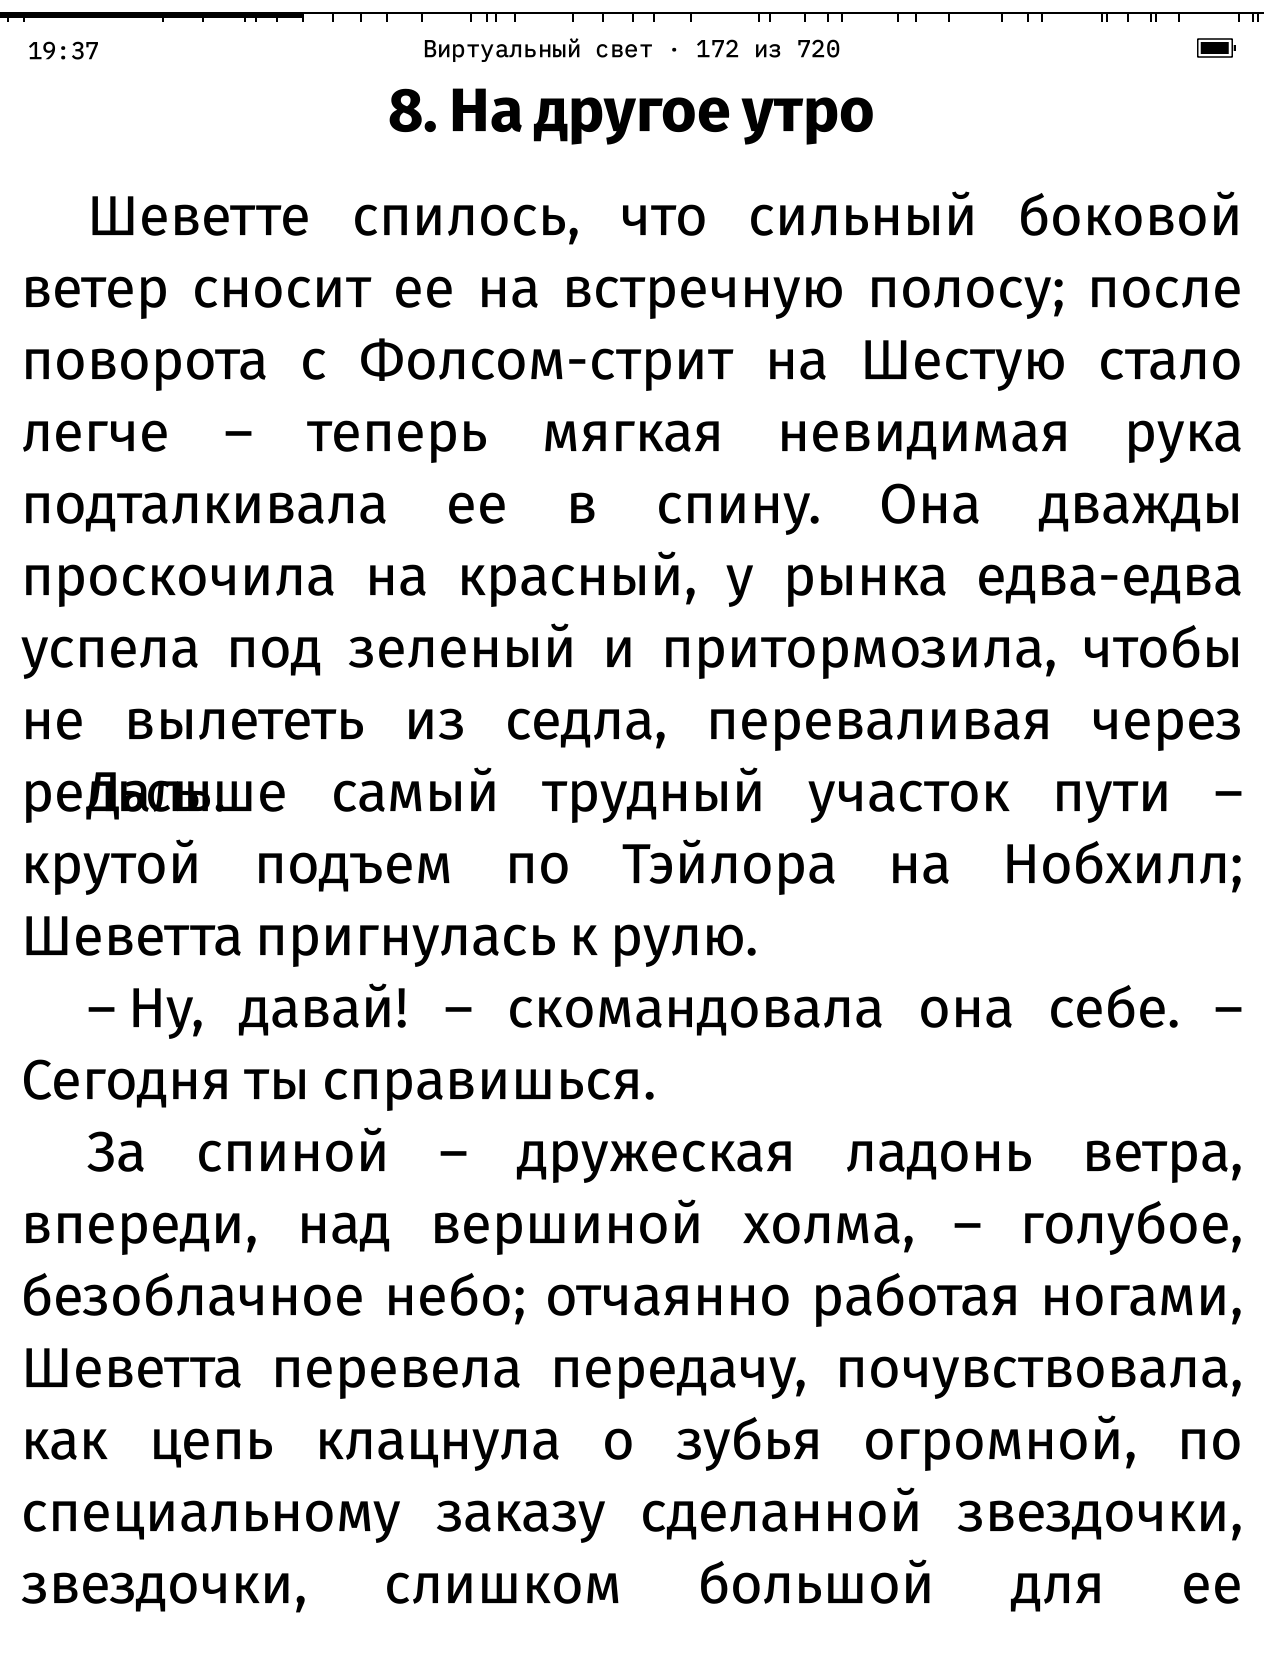 19:37 Виртуальный свет · 172 из 720
8. На другое утро
Шеветте спилось, что сильный боковой
ветер сносит ее на встречную полосу; после
поворота с Фолсом-стрит на Шестую стало
легче – теперь мягкая невидимая рука
подталкивала ее в спину. Она дважды
проскочила на красный, у рынка едва-едва
успела под зеленый и притормозила, чтобы
не вылететь из седла, переваливая через
рельсы.
Дальше самый трудный участок пути –
крутой подъем по Тэйлора на Нобхилл;
Шеветта пригнулась к рулю.
– Ну, давай! – скомандовала она себе. –
Сегодня ты справишься.
За спиной – дружеская ладонь ветра,
впереди, над вершиной холма, – голубое,
безоблачное небо; отчаянно работая ногами,
Шеветта перевела передачу, почувствовала,
как цепь клацнула о зубья огромной, по
специальному заказу сделанной звездочки,
звездочки, слишком большой для ее